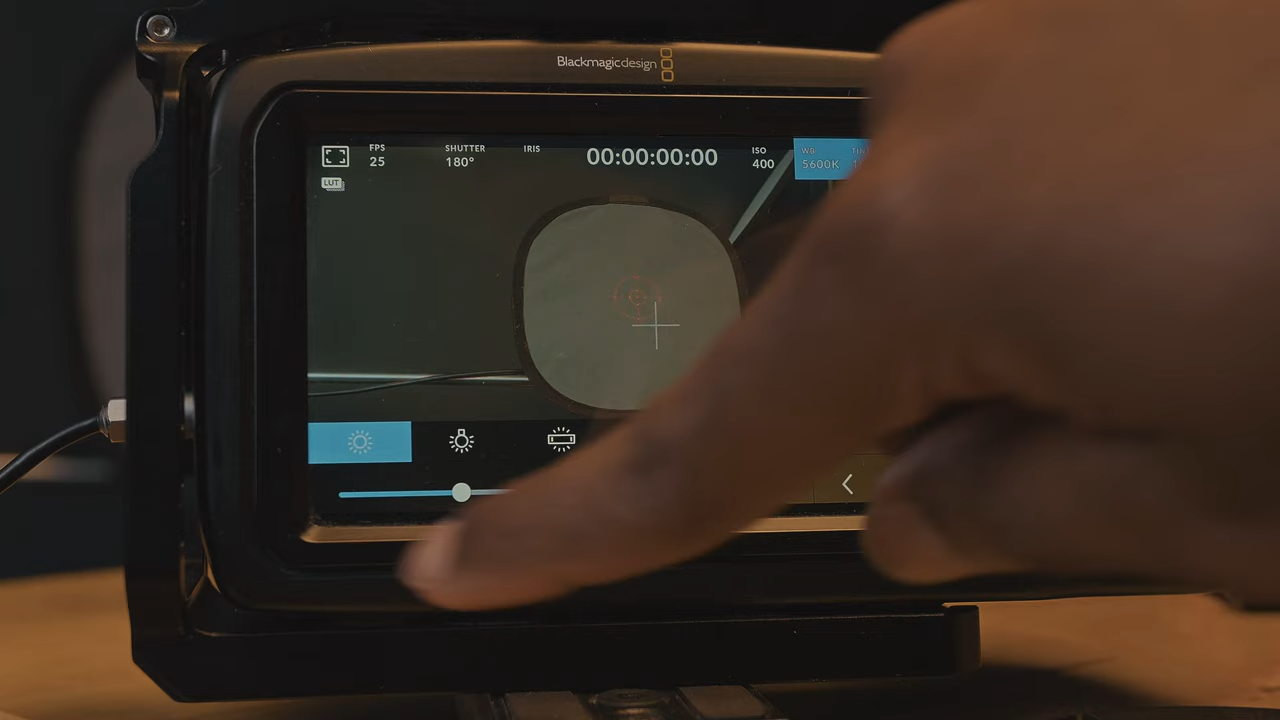 Blackmagicdesign
FPS
25
SHUTTER
180°
IRIS
00:00:00:00
ISO
400
WB
5600K
LUT